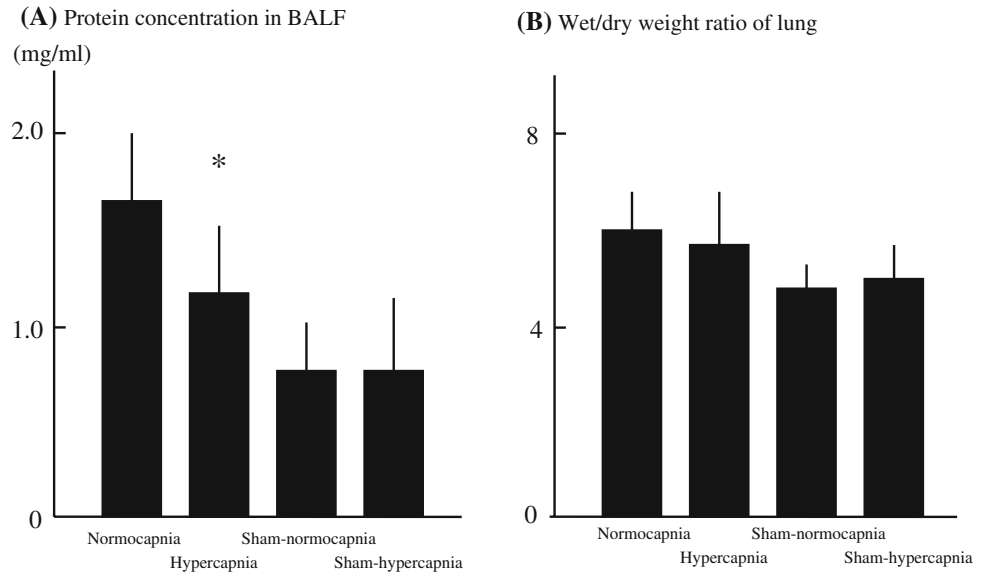 (A) Protein concentration in BALF
(mg/ml)
2.0
*
1.0
0
Normocapnia
Hypercapnia
Sham-normocapnia
Sham-hypercapnia
(B) Wet/dry weight ratio of lung
8
4
0
Normocapnia
Hypercapnia
Sham-normocapnia
Sham-hypercapnia